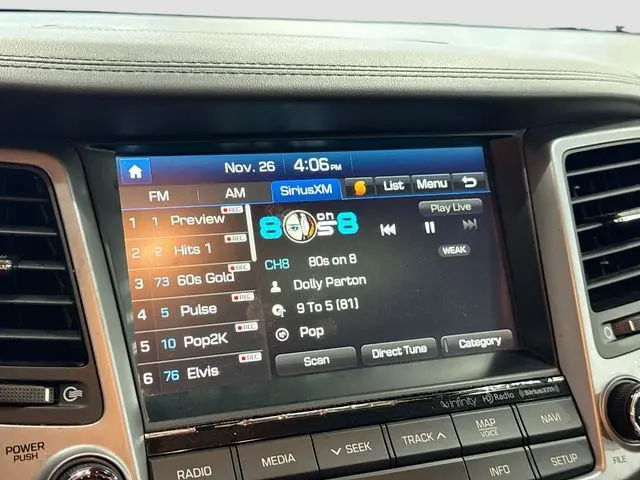 Nov. 26 4:06 PM
FM AM SiriusXM List Menu
1 1 Preview REC
2 2 Hits 1 REC
3 73 60s Gold REC
4 5 Pulse REC
5 10 Pop2K REC
6 76 Elvis REC
8 on 8
Play Live
WEAK
CH8 80s on 8
Dolly Parton
9 To 5 (81)
Pop
Scan Direct Tune Category
infinity HD Radio SiriusXM
POWER
PUSH
RADIO MEDIA SEEK TRACK MAP
VOICE NAVI
INFO SETUP
FILE